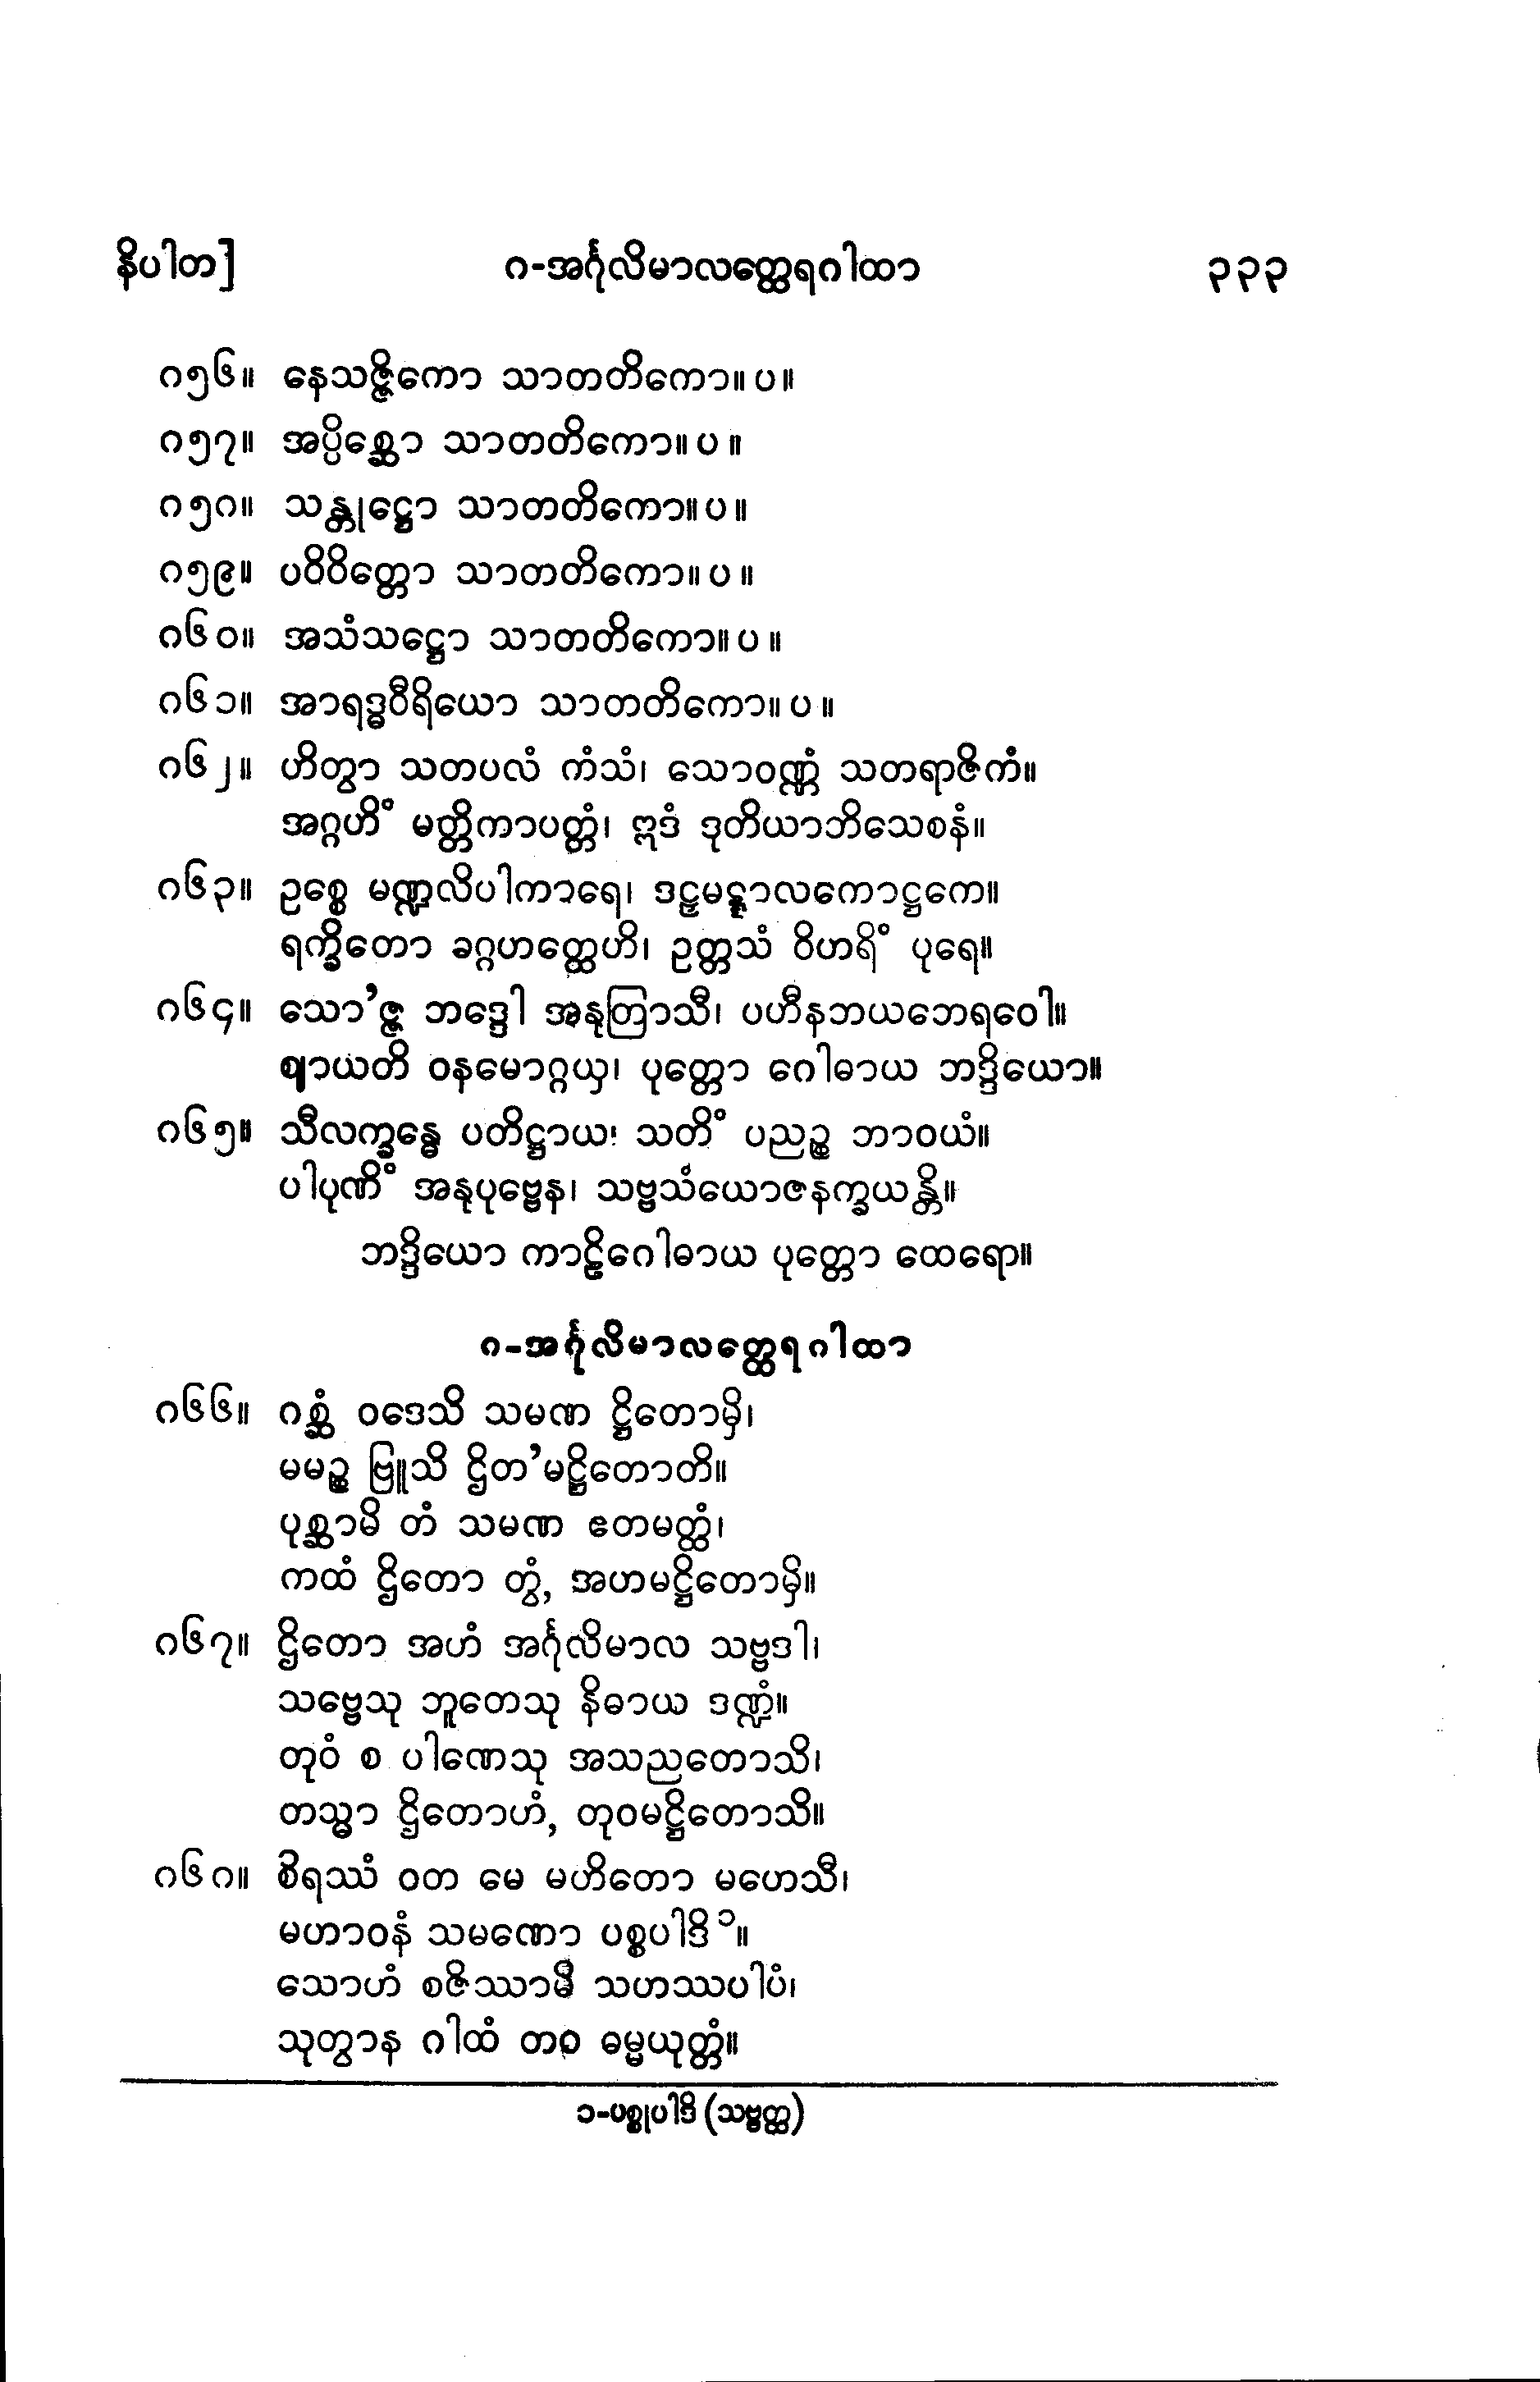 နိပါတ] ၈-အင်္ဂုလိမာလတ္ထေရဂါထာ ၃၃၃
၈၅၆။ နေသဇ္ဇိကော သာတတိကော။ ပ။
၈၅၇။ အပ္ပိစ္ဆော သာတတိကော။ ပ။
၈၅၈။ သန္တုဋ္ဌော သာတတိကော။ ပ။
၈၅၉။ ပဝိဝိတ္တော သာတတိကော။ ပ။
၈၆၀။ အသံသဋ္ဌော သာတတိကော။ ပ။
၈၆၁။ အာရဒ္ဓဝီရိယော သာတတိကော။ ပ။
၈၆၂။ ဟိတွာ သတပလံ ကံသံ၊ သောဝဏ္ဏံ သတရာဇိကံ။
အဂ္ဂဟိံ မတ္တိကာပတ္တံ၊ ဣဒံ ဒုတိယာဘိသေစနံ။
၈၆၃။ ဥစ္စေ မဏ္ဍလိပါကာရေ၊ ဒဠှမဋ္ဋာလကောဋ္ဌကေ။
ရက္ခိတော ခဂ္ဂဟတ္ထေဟိ၊ ဥတ္တသံ ဝိဟရိံ ပုရေ။
၈၆၄။ သော’ဇ္ဇ ဘဒ္ဒေါ အနုတြာသီ၊ ပဟီနဘယဘေရဝေါ။
ဈာယတိ ဝနမောဂ္ဂယှ၊ ပုတ္တော ဂေါဓာယ ဘဒ္ဒိယော။
၈၆၅။ သီလက္ခန္ဓေ ပတိဋ္ဌာယ၊ သတိံ ပညဉ္စ ဘာဝယံ။
ပါပုဏိံ အနုပုဗ္ဗေန၊ သဗ္ဗသံယောဇနက္ခယန္တိ။
ဘဒ္ဒိယော ကာဠိဂေါဓာယ ပုတ္တော ထေရော။
၈-အင်္ဂုလိမာလတ္ထေရဂါထာ
၈၆၆။ ဂစ္ဆံ ဝဒေသိ သမဏ ဋ္ဌိတောမှိ၊
မမဉ္စ ဗြူသိ ဌိတ’မဋ္ဌိတောတိ။
ပုစ္ဆာမိ တံ သမဏ ဧတမတ္ထံ၊
ကထံ ဌိတော တွံ, အဟမဋ္ဌိတောမှိ။
၈၆၇။ ဌိတော အဟံ အင်္ဂုလိမာလ သဗ္ဗဒါ၊
သဗ္ဗေသု ဘူတေသု နိဓာယ ဒဏ္ဍံ။
တုဝံ စ ပါဏေသု အသညတောသိ၊
တသ္မာ ဌိတောဟံ, တုဝမဋ္ဌိတောသိ။
၈၆၈။ စိရဿံ ဝတ မေ မဟိတော မဟေသီ၊
မဟာဝနံ သမဏော ပစ္စပါဒိ၁။
သောဟံ စဇိဿာမိ သဟဿပါပံ၊
သုတွာန ဂါထံ တဝ ဓမ္မယုတ္တံ။
၁-ပစ္စုပါဒိ (သဗ္ဗတ္ထ)